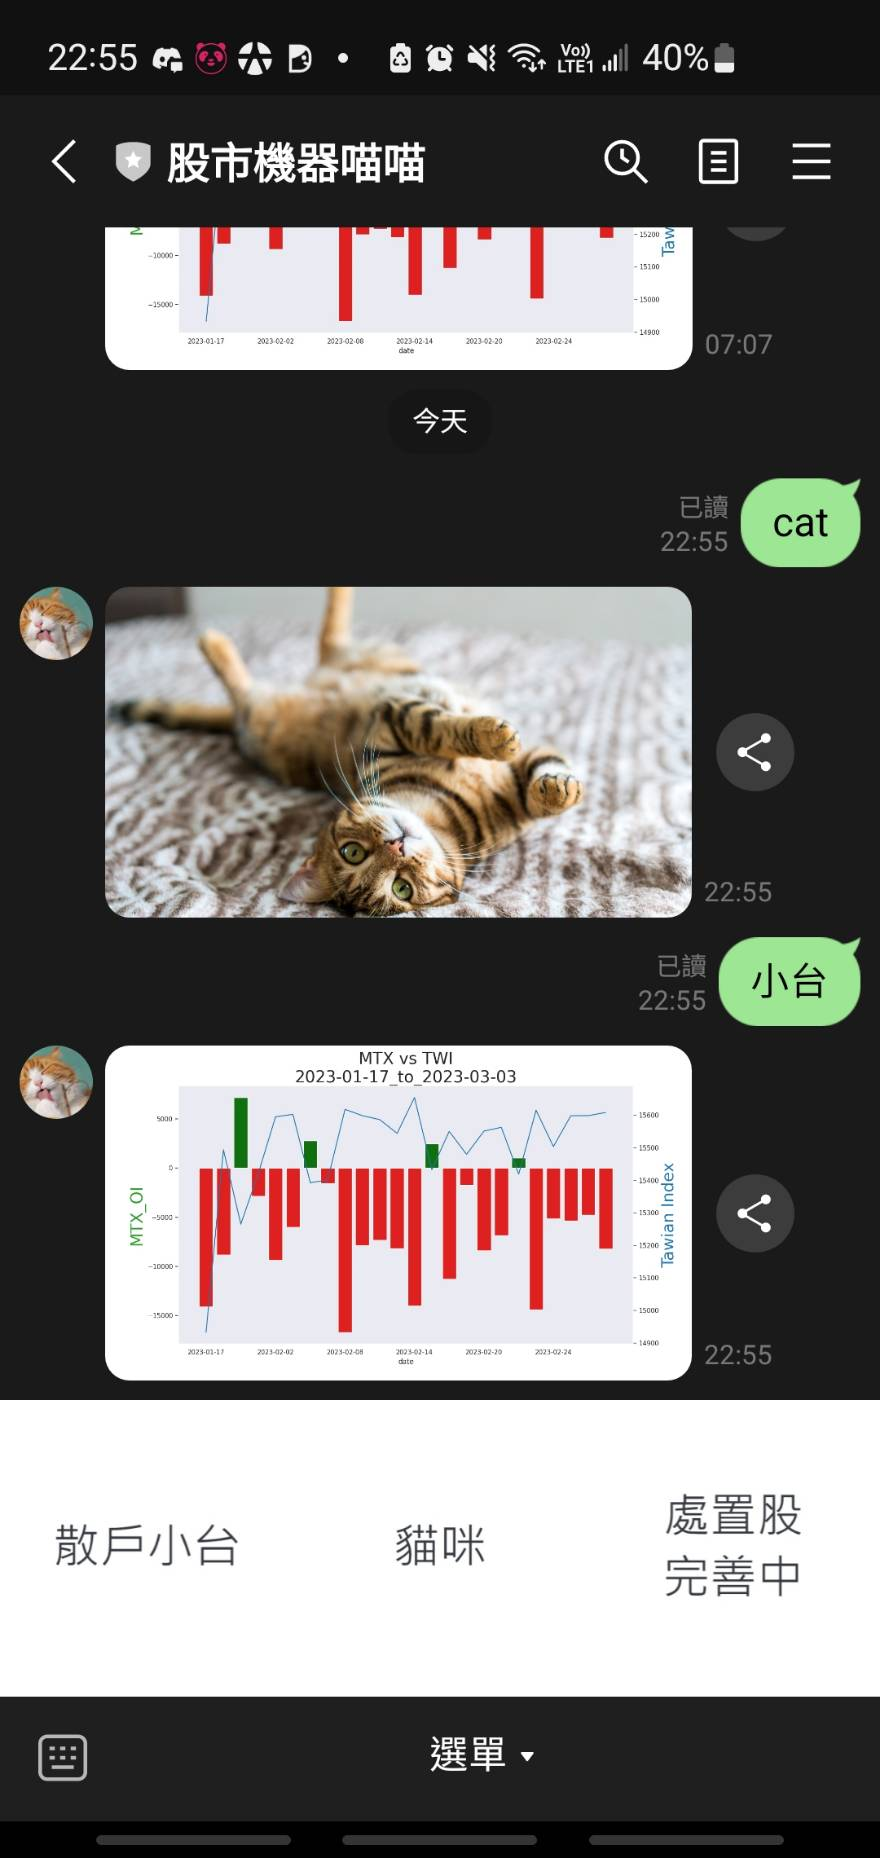 22:55
Vo))
LTE1
40%
股市機器喵喵
M
-10000
-15000
15200
15100
15000
14900
Taw
2023-01-17 2023-02-02 2023-02-08 2023-02-14 2023-02-20 2023-02-24
date
07:07
今天
已讀
22:55
cat
22:55
已讀
22:55
小台
MTX vs TWI
2023-01-17_to_2023-03-03
5000
0
-5000
-10000
-15000
MTX_OI
15600
15500
15400
15300
15200
15100
15000
14900
Tawian Index
2023-01-17 2023-02-02 2023-02-08 2023-02-14 2023-02-20 2023-02-24
date
22:55
散戶小台
貓咪
處置股
完善中
選單